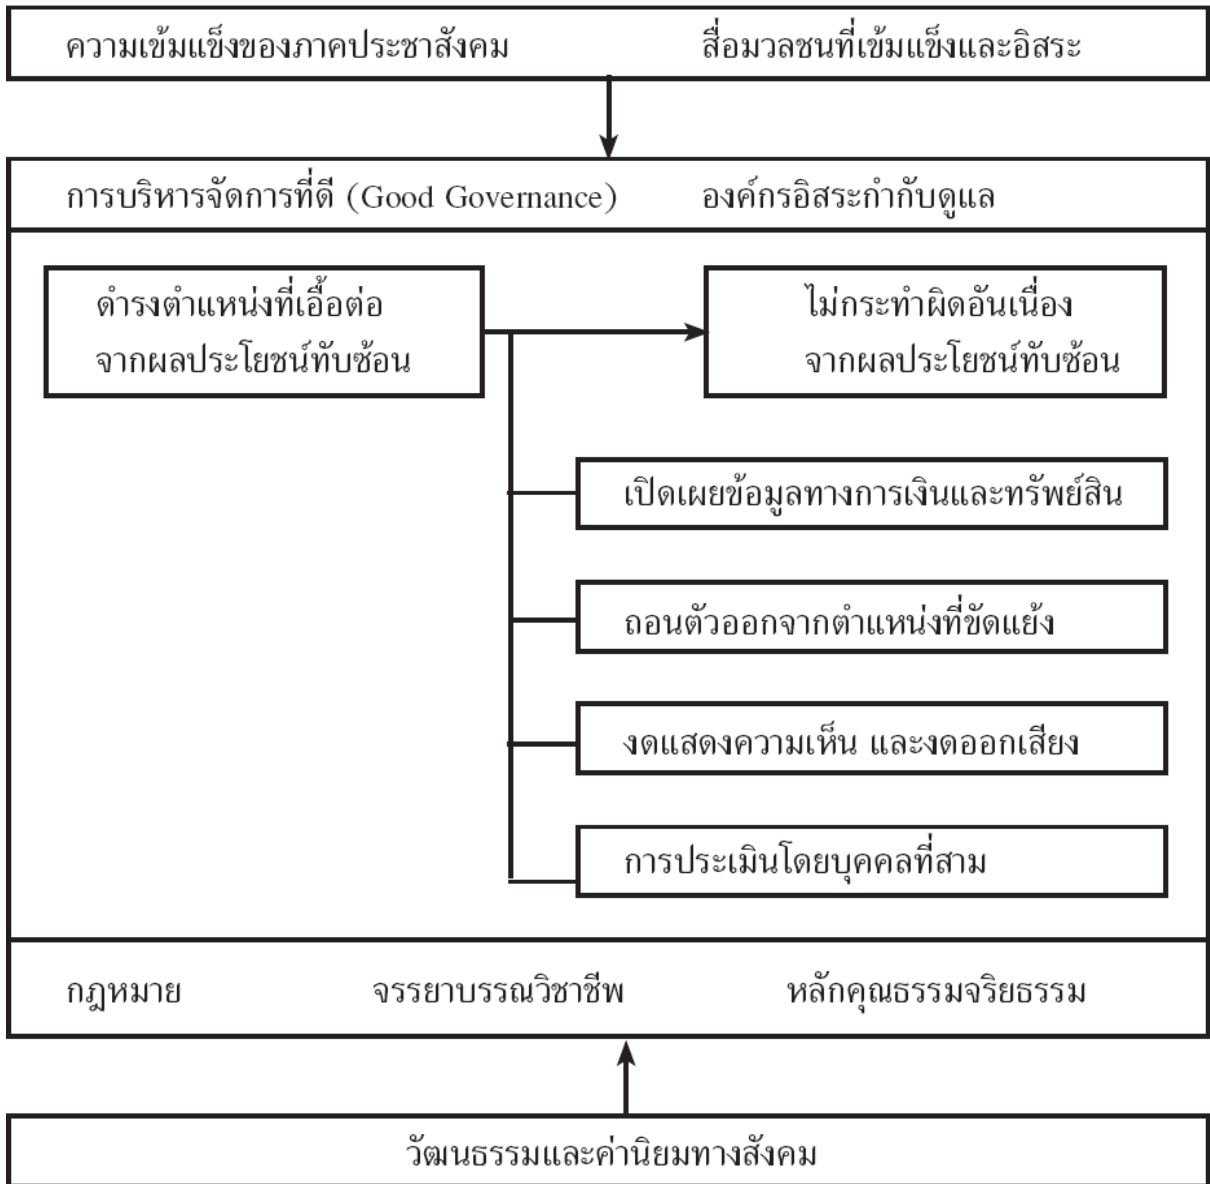 ความเข้มแข็งของภาคประชาสังคม สื่อมวลชนที่เข้มแข็งและอิสระ
การบริหารจัดการที่ดี (Good Governance) องค์กรอิสระกำกับดูแล
ดำรงตำแหน่งที่เอื้อต่อ
จากผลประโยชน์ทับซ้อน
ไม่กระทำผิดอันเนื่อง
จากผลประโยชน์ทับซ้อน
เปิดเผยข้อมูลทางการเงินและทรัพย์สิน
ถอนตัวออกจากตำแหน่งที่ขัดแย้ง
งดแสดงความเห็น และงดออกเสียง
การประเมินโดยบุคคลที่สาม
กฎหมาย จรรยาบรรณวิชาชีพ หลักคุณธรรมจริยธรรม
วัฒนธรรมและค่านิยมทางสังคม